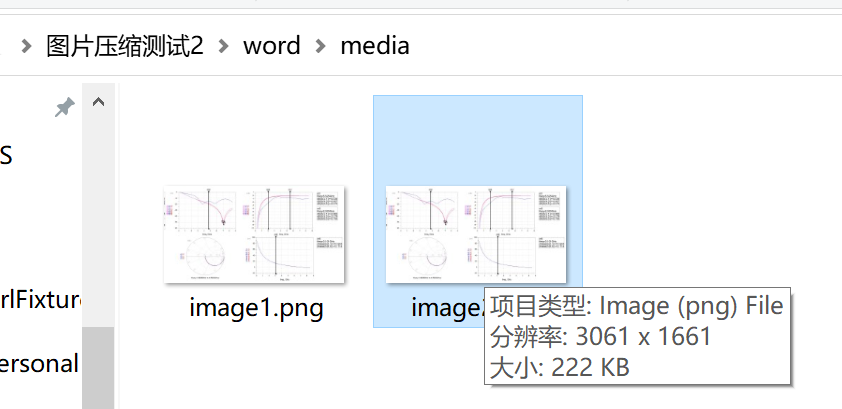 图片压缩测试2 > word > media
S
rlFixture
ersonal
image1.png
image2
项目类型: Image (png) File
分辨率: 3061 x 1661
大小: 222 KB